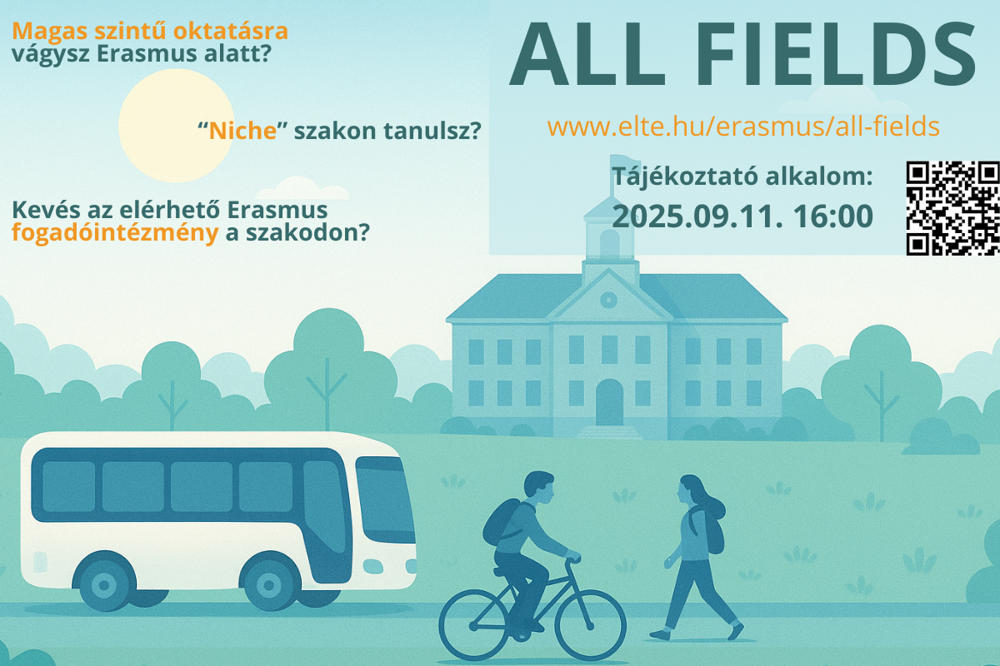 Magas szintű oktatásra
vágysz Erasmus alatt?
“Niche” szakon tanulsz?
Kevés az elérhető Erasmus
fogadóintézmény a szakodon?
ALL FIELDS
www.elte.hu/erasmus/all-fields
Tájékoztató alkalom:
2025.09.11. 16:00